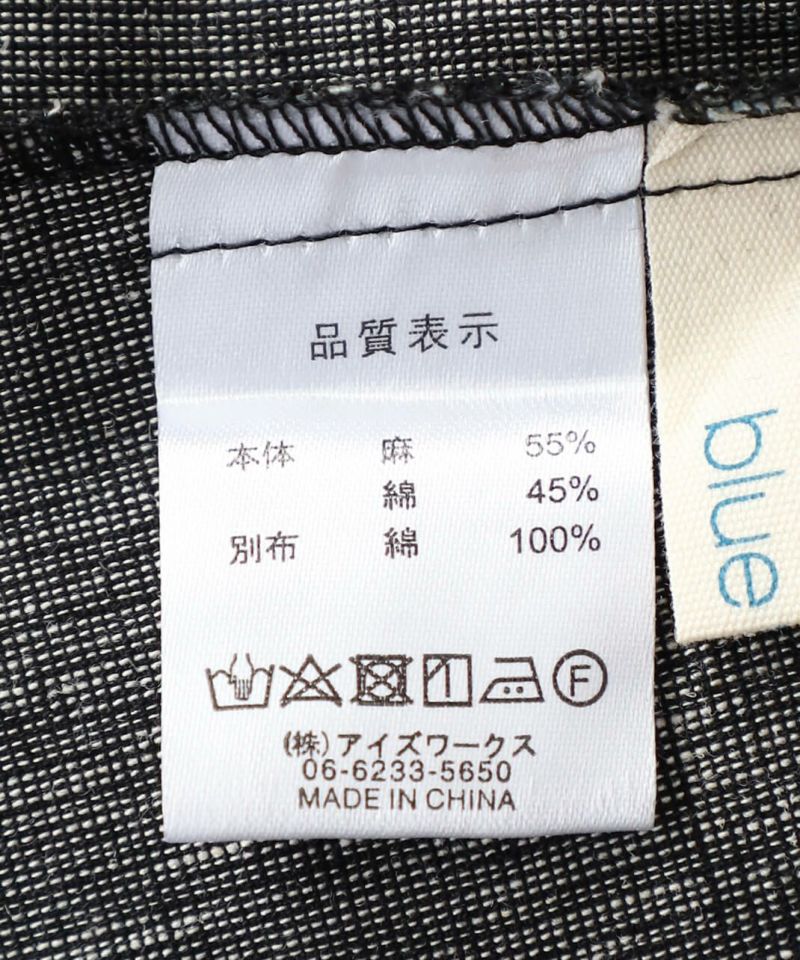 品質表示
本体 麻 55%
綿 45%
別布 綿 100%
F
(株)アイズワークス
06-6233-5650
MADE IN CHINA
blue